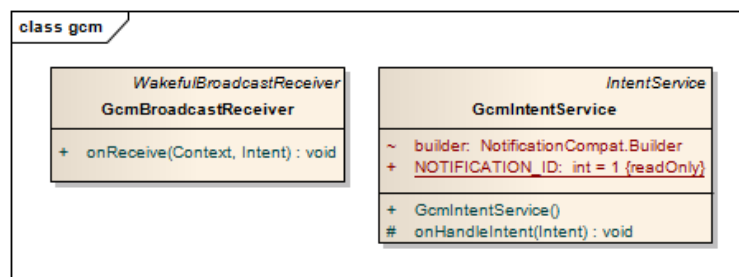 class gcm
WakefulBroadcastReceiver
GcmBroadcastReceiver
+ onReceive(Context, Intent) : void
IntentService
GcmIntentService
~ builder: NotificationCompat.Builder
+ NOTIFICATION_ID: int = 1 {readOnly}
+ GcmIntentService()
# onHandleIntent(Intent) : void